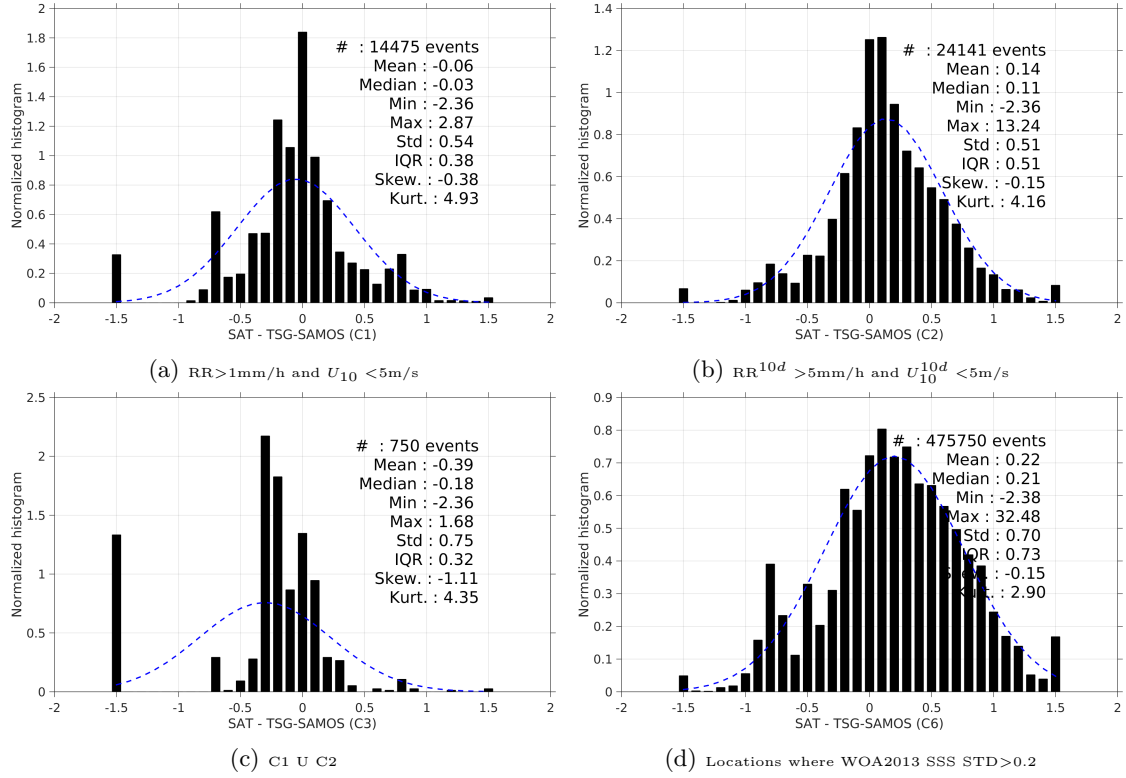 2
1.8
1.6
1.4
1.2
1
0.8
0.6
0.4
0.2
0
Normalized histogram
# : 14475 events
Mean : -0.06
Median : -0.03
Min : -2.36
Max : 2.87
Std : 0.54
IQR : 0.38
Skew. : -0.38
Kurt. : 4.93
-2 -1.5 -1 -0.5 0 0.5 1 1.5 2
SAT - TSG-SAMOS (C1)
(a) RR>1mm/h and U10 <5m/s
1.4
1.2
1
0.8
0.6
0.4
0.2
0
Normalized histogram
# : 24141 events
Mean : 0.14
Median : 0.11
Min : -2.36
Max : 13.24
Std : 0.51
IQR : 0.51
Skew. : -0.15
Kurt. : 4.16
-2 -1.5 -1 -0.5 0 0.5 1 1.5 2
SAT - TSG-SAMOS (C2)
(b) RR^10d >5mm/h and U10^10d <5m/s
2.5
2
1.5
1
0.5
0
Normalized histogram
# : 750 events
Mean : -0.39
Median : -0.18
Min : -2.36
Max : 1.68
Std : 0.75
IQR : 0.32
Skew. : -1.11
Kurt. : 4.35
-2 -1.5 -1 -0.5 0 0.5 1 1.5 2
SAT - TSG-SAMOS (C3)
(c) C1 U C2
0.9
0.8
0.7
0.6
0.5
0.4
0.3
0.2
0.1
0
Normalized histogram
# : 475750 events
Mean : 0.22
Median : 0.21
Min : -2.38
Max : 32.48
Std : 0.70
IQR : 0.73
Skew. : -0.15
Kurt. : 2.90
-2 -1.5 -1 -0.5 0 0.5 1 1.5 2
SAT - TSG-SAMOS (C6)
(d) Locations where WOA2013 SSS STD>0.2